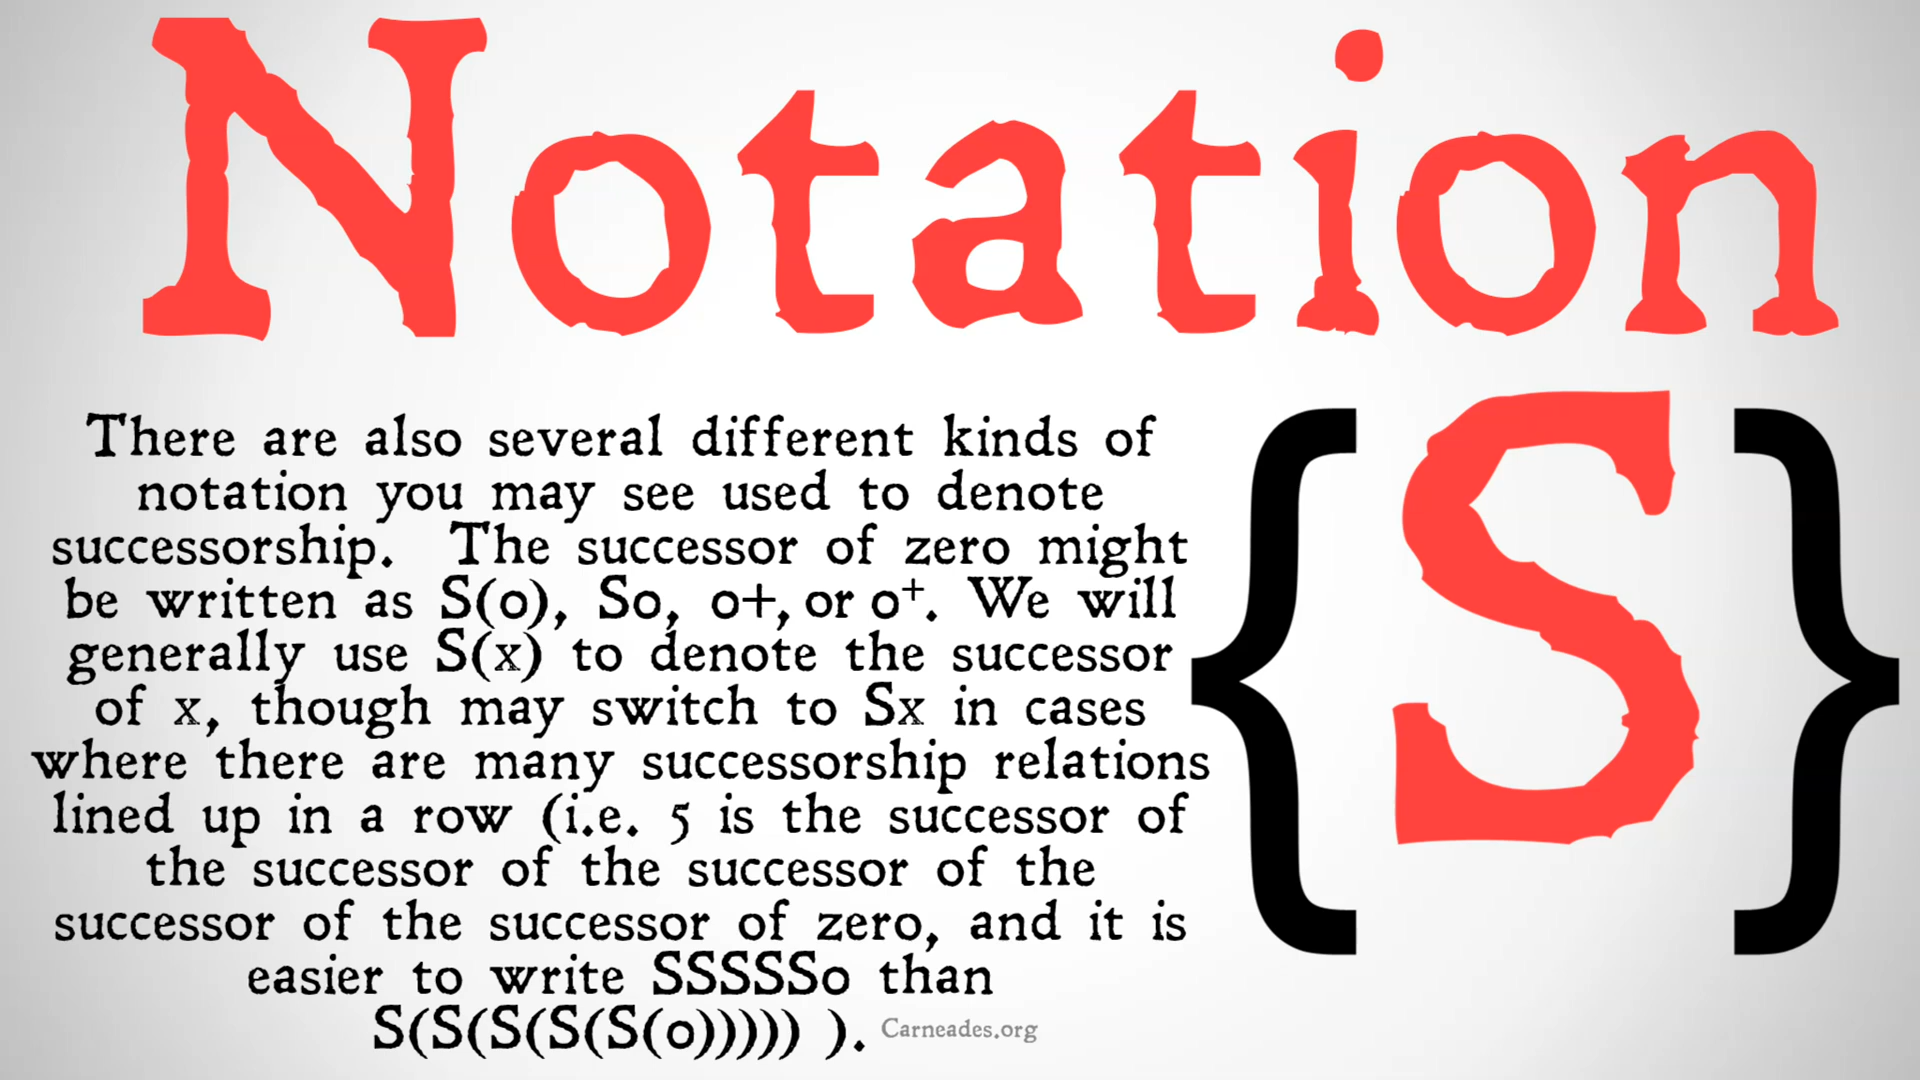 Notation
There are also several different kinds of
notation you may see used to denote
successorship. The successor of zero might
be written as S(0), S0, 0+, or 0⁺. We will
generally use S(x) to denote the successor
of x, though may switch to Sx in cases
where there are many successorship relations
lined up in a row (i.e. 5 is the successor of
the successor of the successor of the
successor of the successor of zero, and it is
easier to write SSSSS0 than
S(S(S(S(S(0))))) ).
Carneades.org
{S}